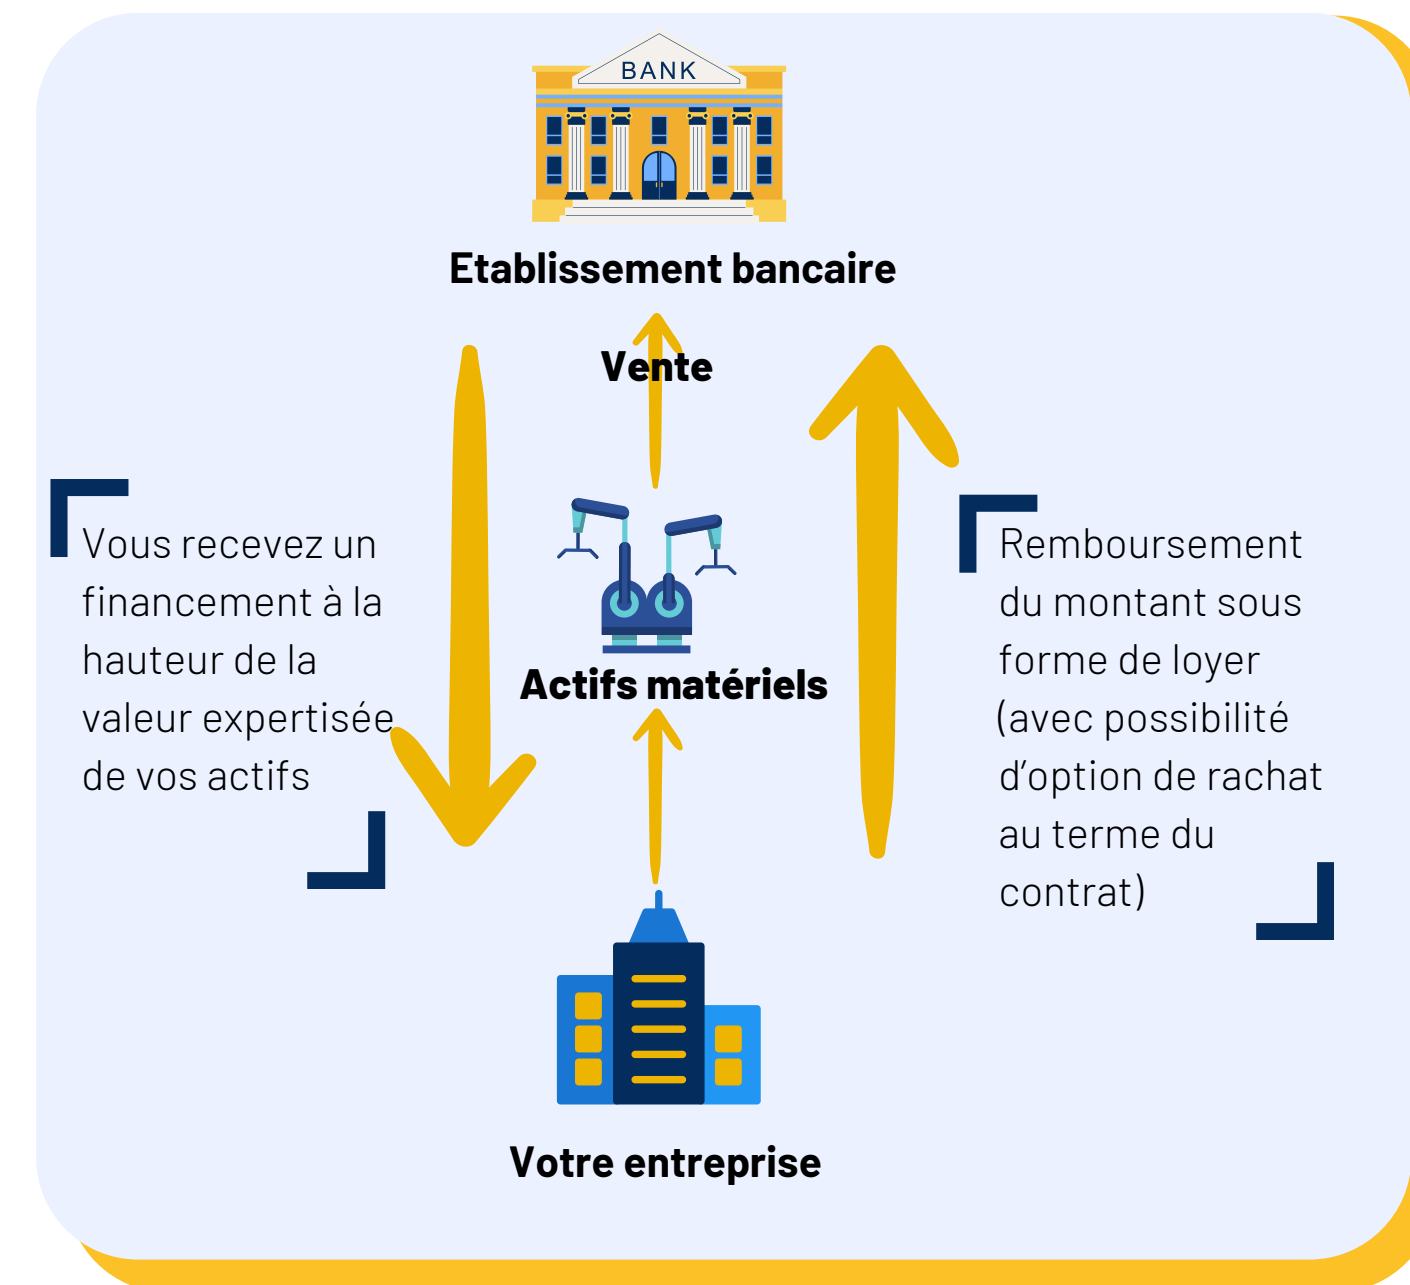 BANK
Etablissement bancaire
Vente
Vous recevez un
financement à la
hauteur de la
valeur expertisée
de vos actifs
Actifs matériels
Remboursement
du montant sous
forme de loyer
(avec possibilité
d’option de rachat
au terme du
contrat)
Votre entreprise